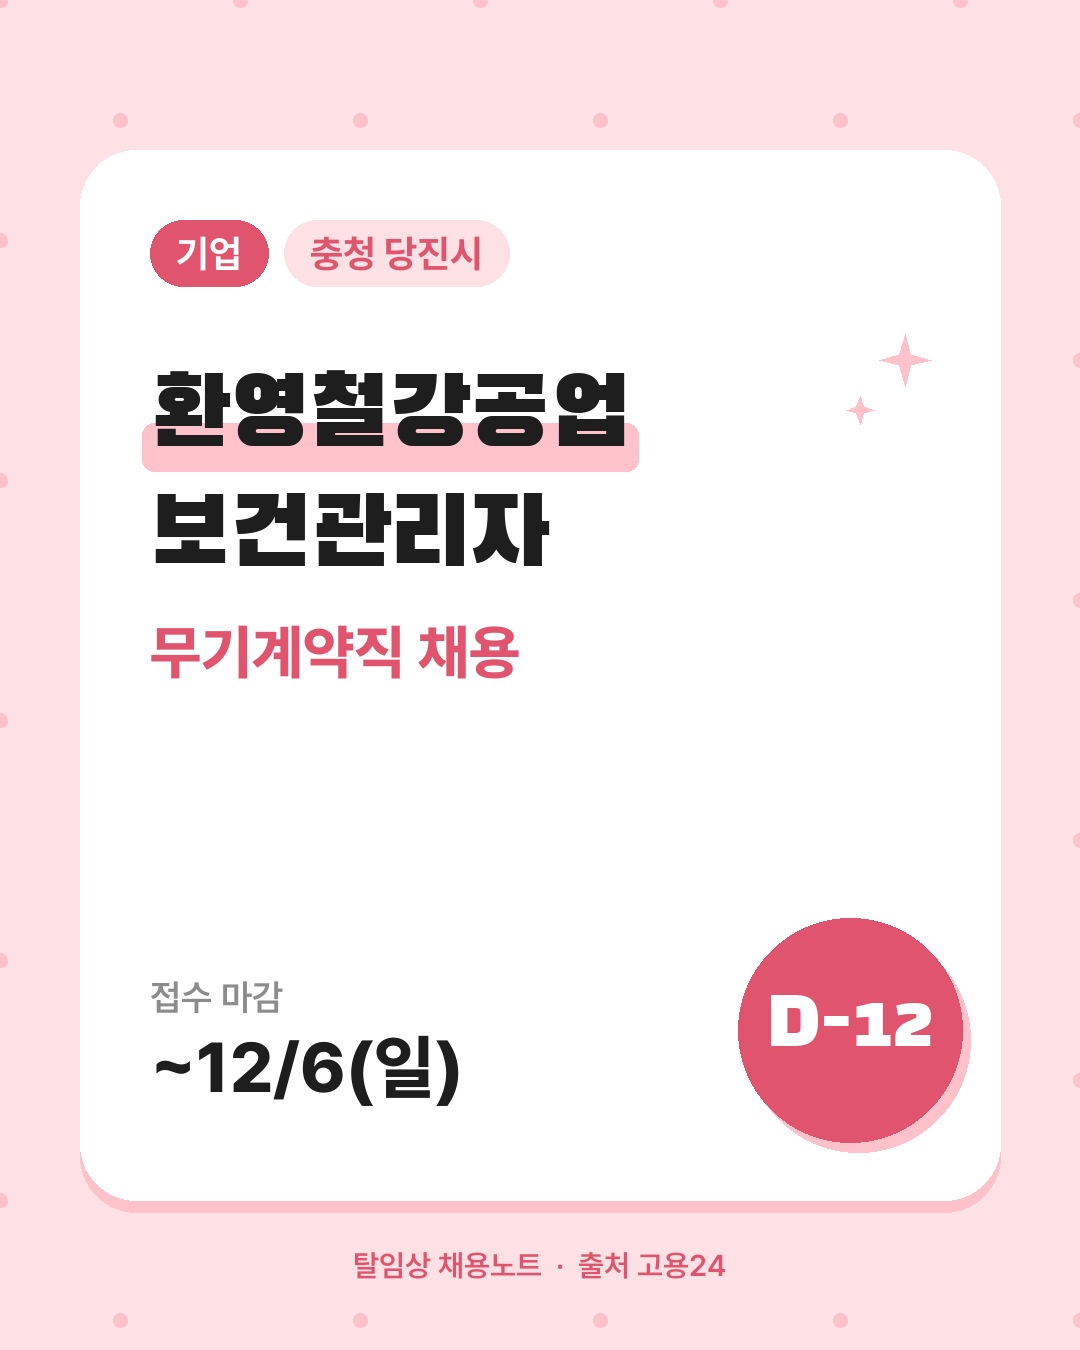 기업 충청 당진시
환영철강공업
보건관리자
무기계약직 채용
접수 마감
~12/6(일)
D-12
탈임상 채용노트 · 출처 고용24